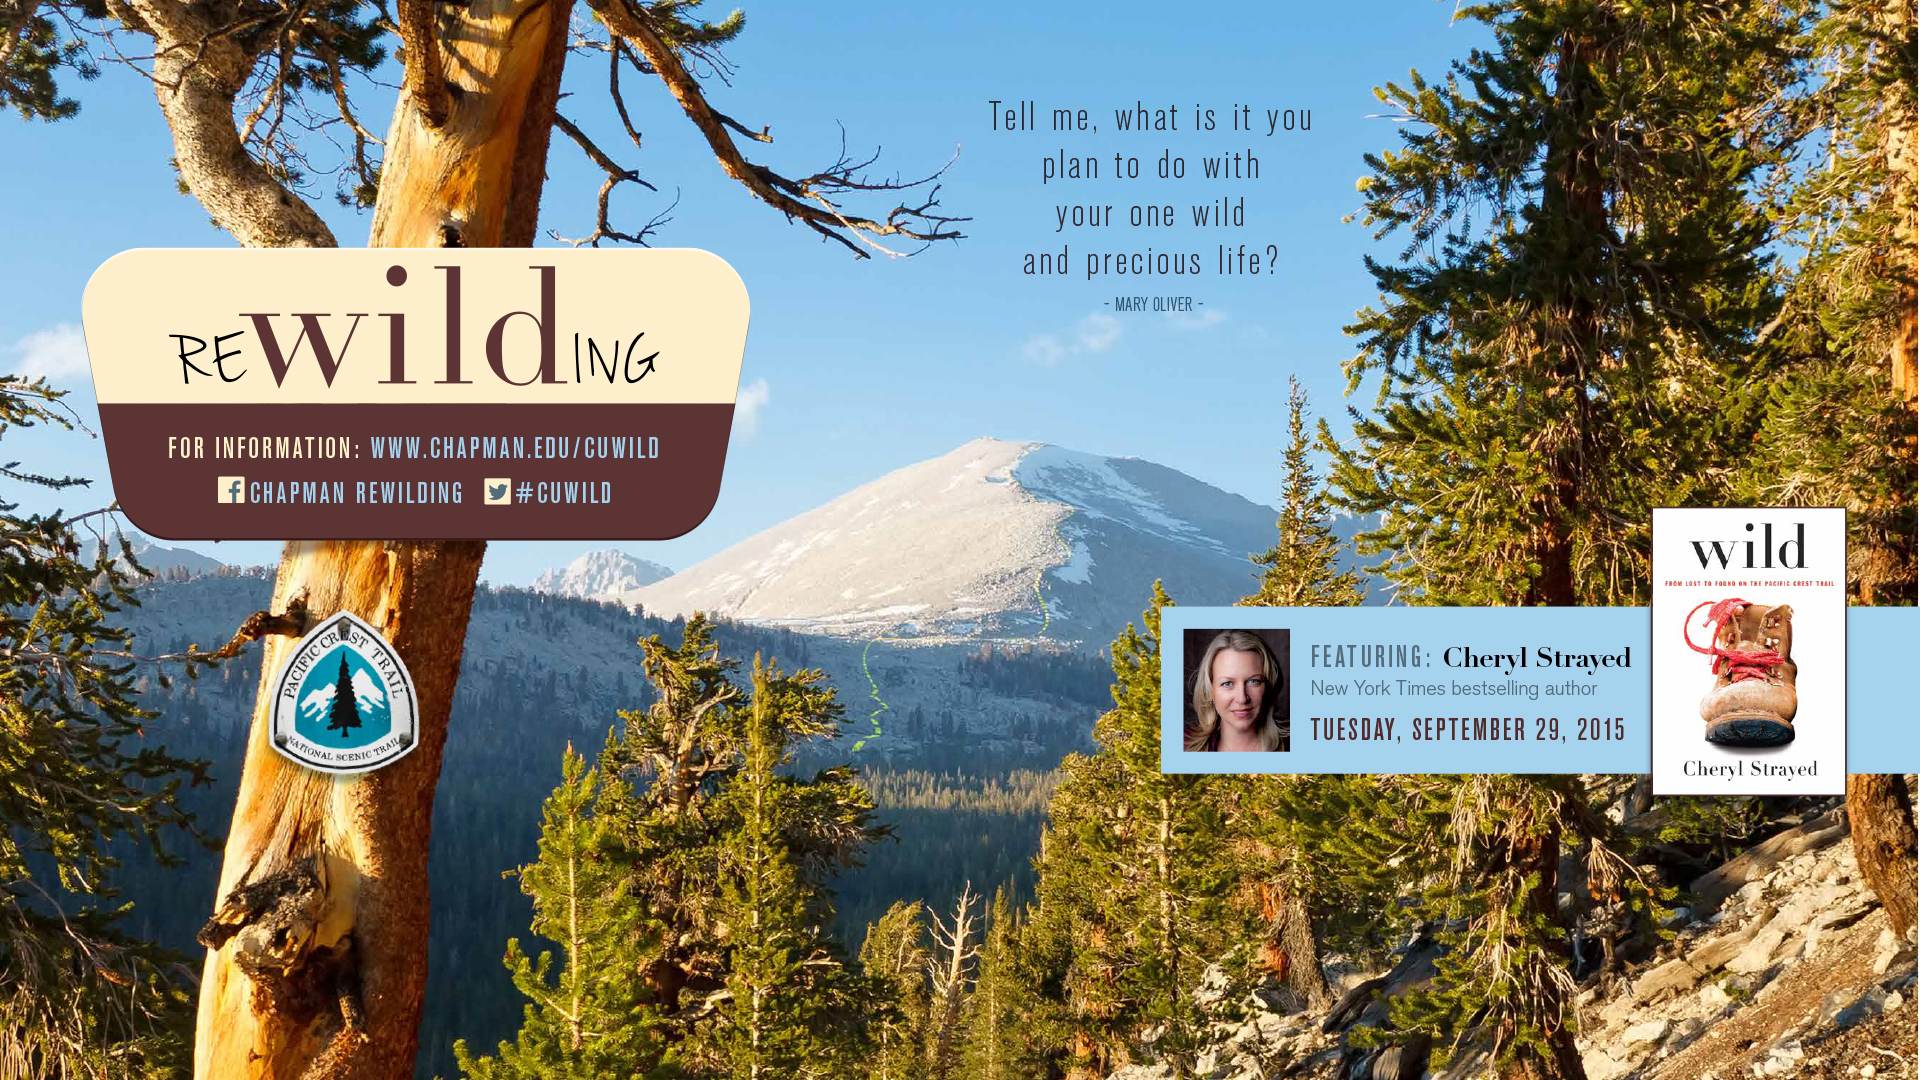 Tell me, what is it you
plan to do with
your one wild
and precious life?
- MARY OLIVER -
REwildING
FOR INFORMATION: WWW.CHAPMAN.EDU/CUWILD
CHAPMAN REWILDING #CUWILD
PACIFIC CREST TRAIL
NATIONAL SCENIC TRAIL
FEATURING: Cheryl Strayed
New York Times bestselling author
TUESDAY, SEPTEMBER 29, 2015
wild
FROM LOST TO FOUND ON THE PACIFIC CREST TRAIL
Cheryl Strayed